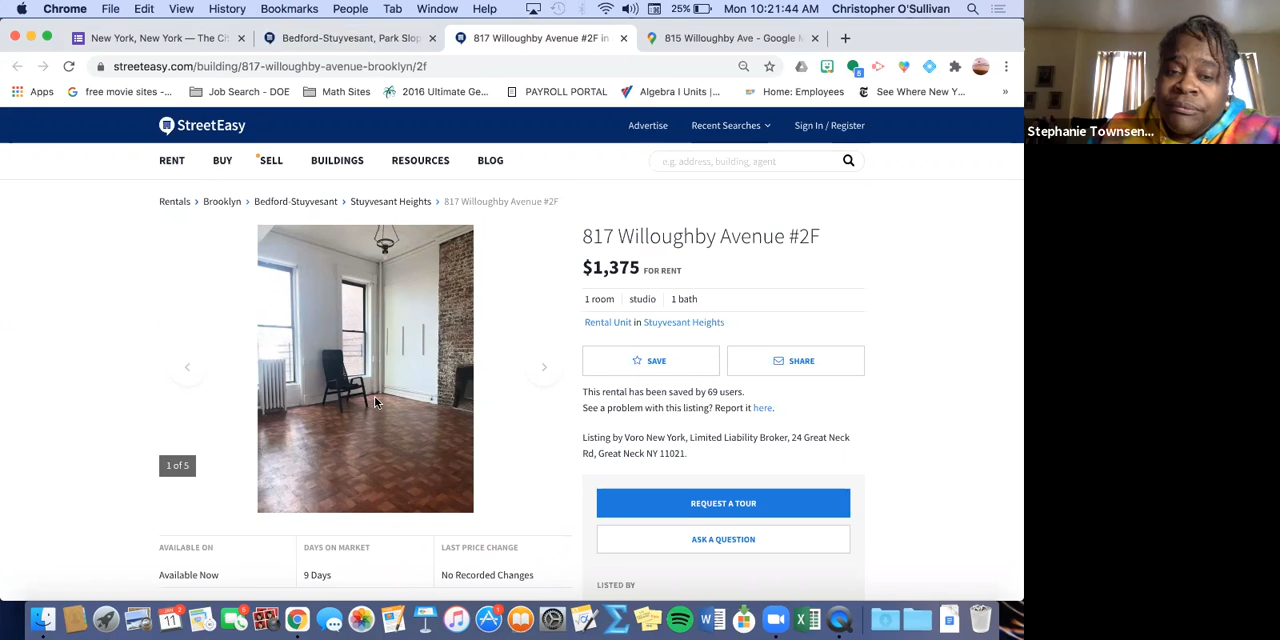 Chrome File Edit View History Bookmarks People Tab Window Help 25% Mon 10:21:44 AM Christopher O'Sullivan
New York, New York — The Ci
Bedford-Stuyvesant, Park Slop
817 Willoughby Avenue #2F in
815 Willoughby Ave - Google M
streeteasy.com/building/817-willoughby-avenue-brooklyn/2f
8
Apps free movie sites -... Job Search - DOE Math Sites 2016 Ultimate Ge... PAYROLL PORTAL Algebra I Units |... Home: Employees See Where New Y... »
StreetEasy
Advertise Recent Searches Sign In / Register
RENT BUY SELL BUILDINGS RESOURCES BLOG
e.g. address, building, agent
Rentals > Brooklyn > Bedford-Stuyvesant > Stuyvesant Heights > 817 Willoughby Avenue #2F
1 of 5
817 Willoughby Avenue #2F
$1,375 FOR RENT
1 room studio 1 bath
Rental Unit in Stuyvesant Heights
SAVE
SHARE
This rental has been saved by 69 users.
See a problem with this listing? Report it here.
Listing by Voro New York, Limited Liability Broker, 24 Great Neck
Rd, Great Neck NY 11021.
REQUEST A TOUR
ASK A QUESTION
LISTED BY
AVAILABLE ON
Available Now
DAYS ON MARKET
9 Days
LAST PRICE CHANGE
No Recorded Changes
Stephanie Townsen...